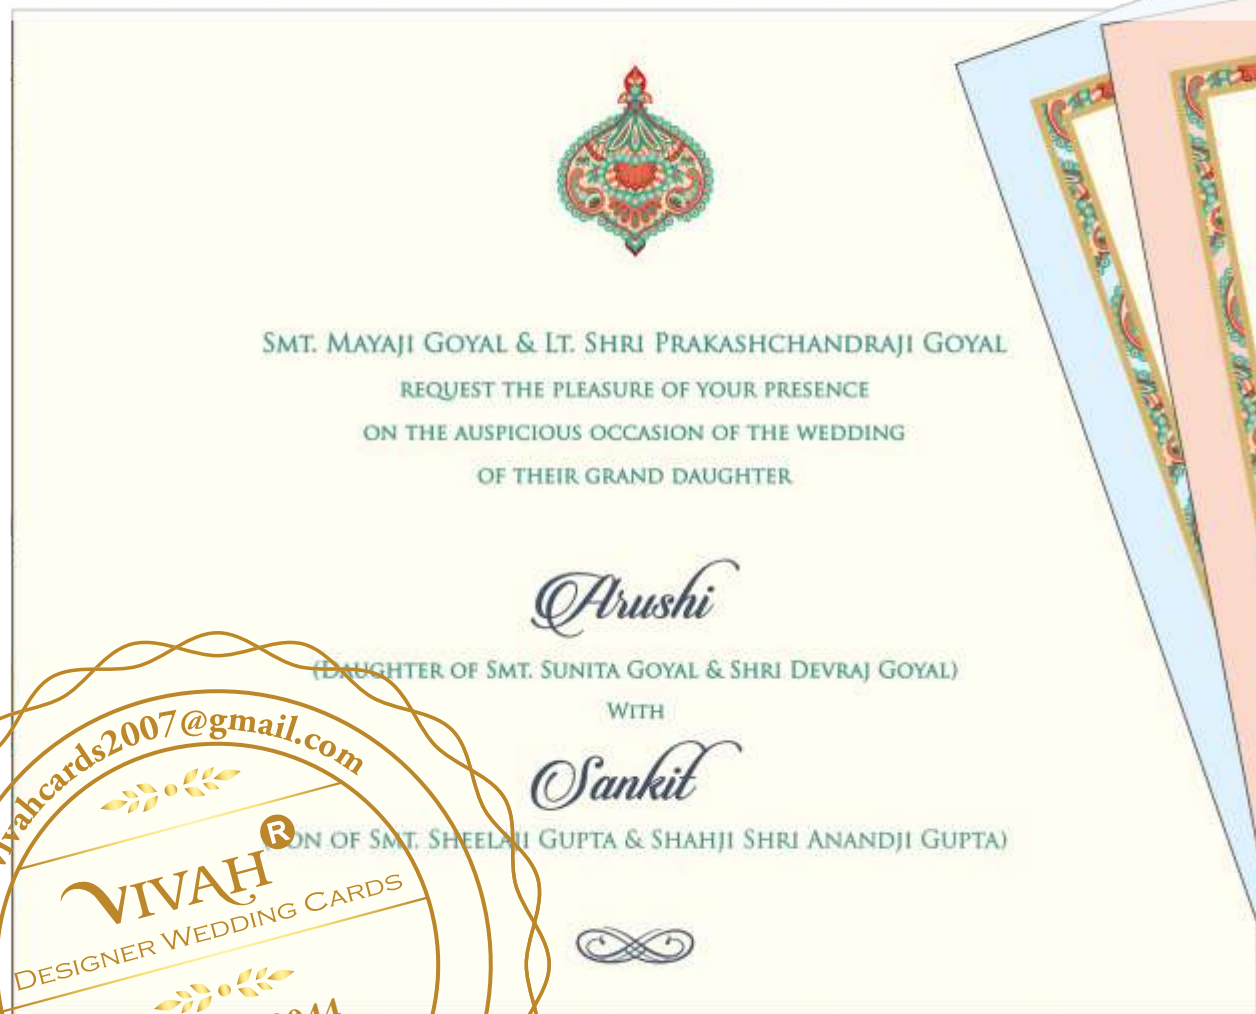 SMT. MAYAJI GOYAL & LT. SHRI PRAKASHCHANDRAJI GOYAL
REQUEST THE PLEASURE OF YOUR PRESENCE
ON THE AUSPICIOUS OCCASION OF THE WEDDING
OF THEIR GRAND DAUGHTER
Arushi
(DAUGHTER OF SMT. SUNITA GOYAL & SHRI DEVRAJ GOYAL)
WITH
Sankit
(SON OF SMT. SHEELAJI GUPTA & SHAHJI SHRI ANANDJI GUPTA)
vivahcards2007@gmail.com
VIVAH®
DESIGNER WEDDING CARDS